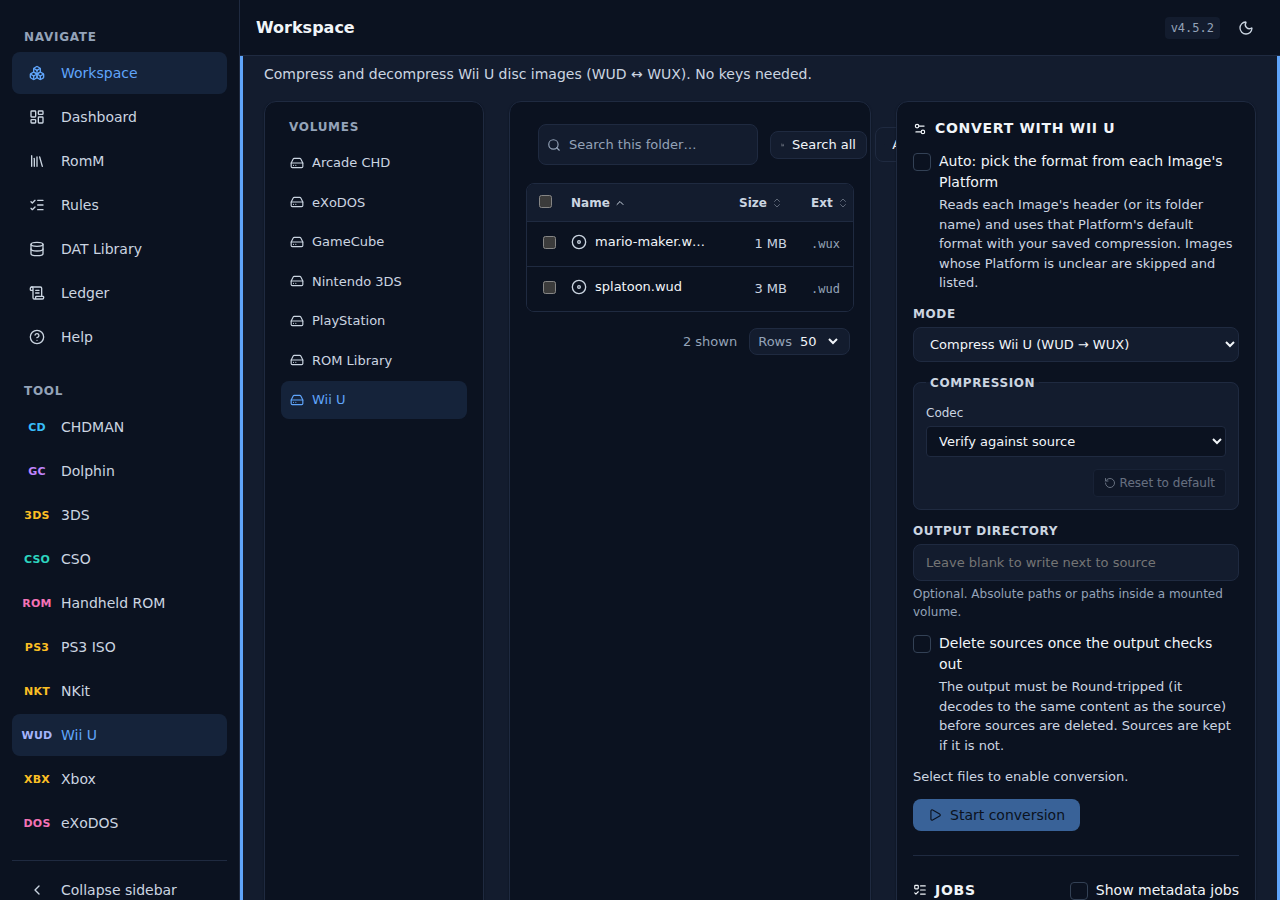 NAVIGATE
Workspace
Dashboard
RomM
Rules
DAT Library
Ledger
Help
TOOL
CD CHDMAN
GC Dolphin
3DS 3DS
CSO CSO
ROM Handheld ROM
PS3 PS3 ISO
NKT NKit
WUD Wii U
XBX Xbox
DOS eXoDOS
Collapse sidebar
Workspace
v4.5.2
Compress and decompress Wii U disc images (WUD ↔ WUX). No keys needed.
VOLUMES
Arcade CHD
eXoDOS
GameCube
Nintendo 3DS
PlayStation
ROM Library
Wii U
Search this folder…
Search all
Name Size Ext
mario-maker.w… 1 MB .wux
splatoon.wud 3 MB .wud
2 shown Rows 50
CONVERT WITH WII U
Auto: pick the format from each Image's
Platform
Reads each Image's header (or its folder
name) and uses that Platform's default
format with your saved compression. Images
whose Platform is unclear are skipped and
listed.
MODE
Compress Wii U (WUD → WUX)
COMPRESSION
Codec
Verify against source
Reset to default
OUTPUT DIRECTORY
Leave blank to write next to source
Optional. Absolute paths or paths inside a mounted
volume.
Delete sources once the output checks
out
The output must be Round-tripped (it
decodes to the same content as the source)
before sources are deleted. Sources are kept
if it is not.
Select files to enable conversion.
Start conversion
JOBS
Show metadata jobs